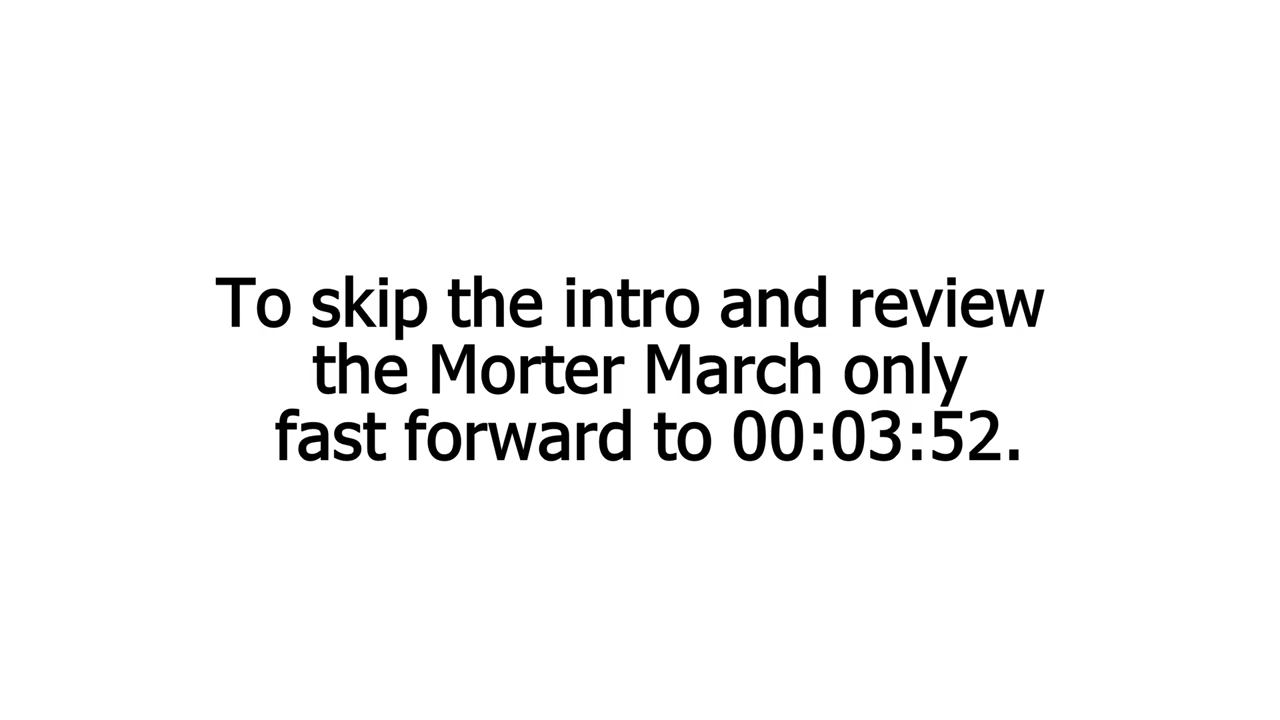 To skip the intro and review
the Morter March only
fast forward to 00:03:52.